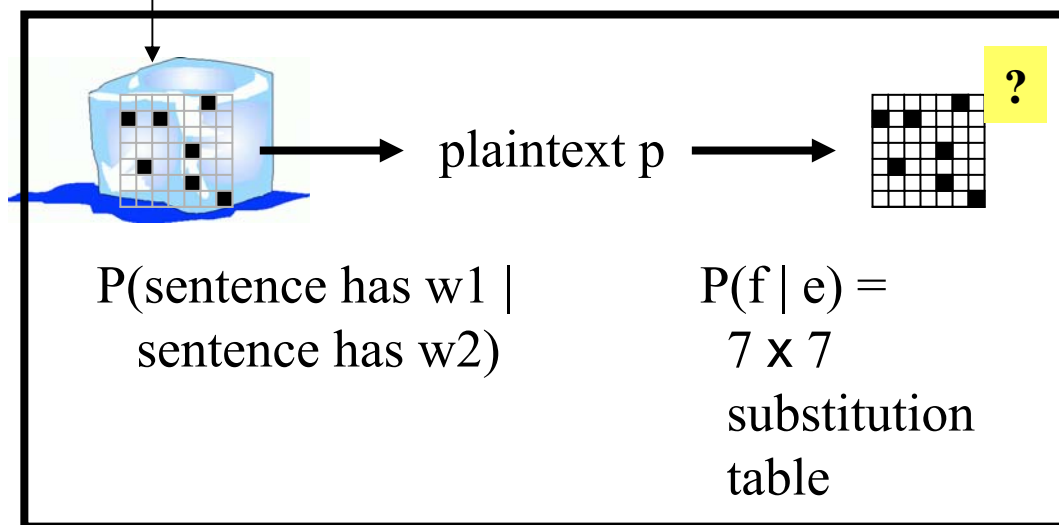 ?
plaintext p
P(sentence has w1 |
sentence has w2)
P(f | e) =
7 x 7
substitution
table